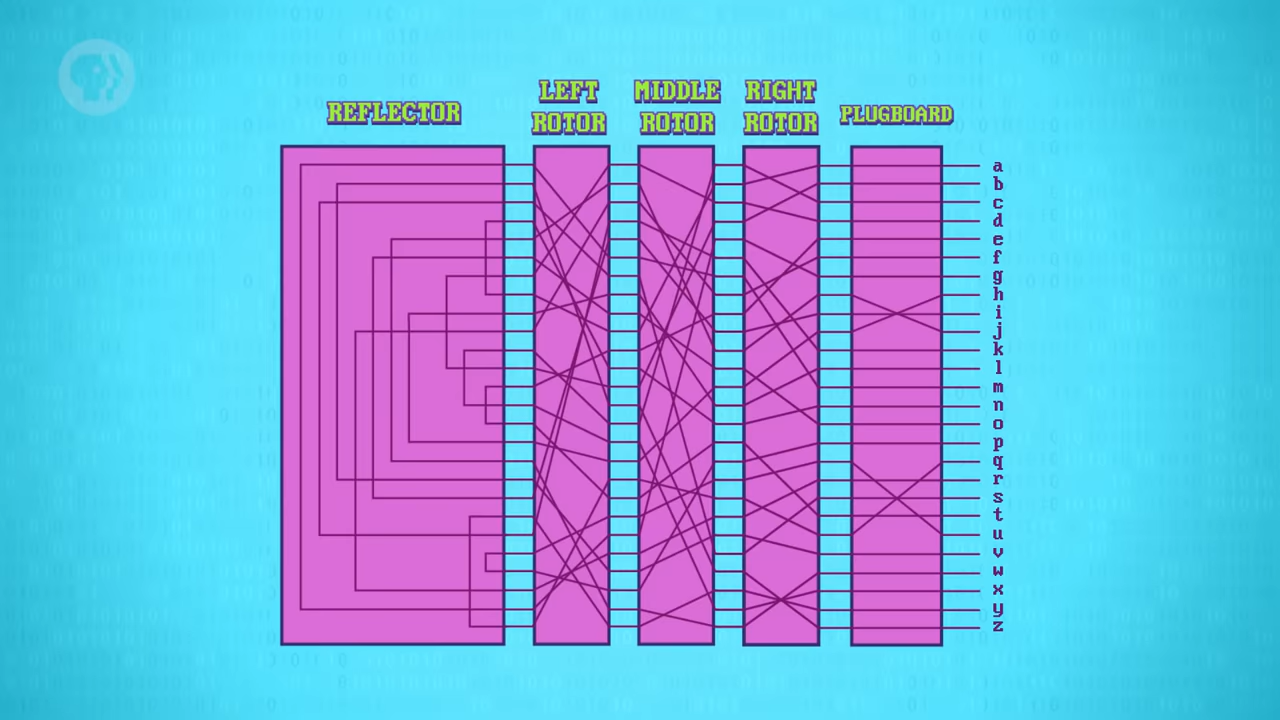 REFLECTOR
LEFT ROTOR
MIDDLE ROTOR
RIGHT ROTOR
PLUGBOARD
a
b
c
d
e
f
g
h
i
j
k
l
m
n
o
p
q
r
s
t
u
v
w
x
y
z